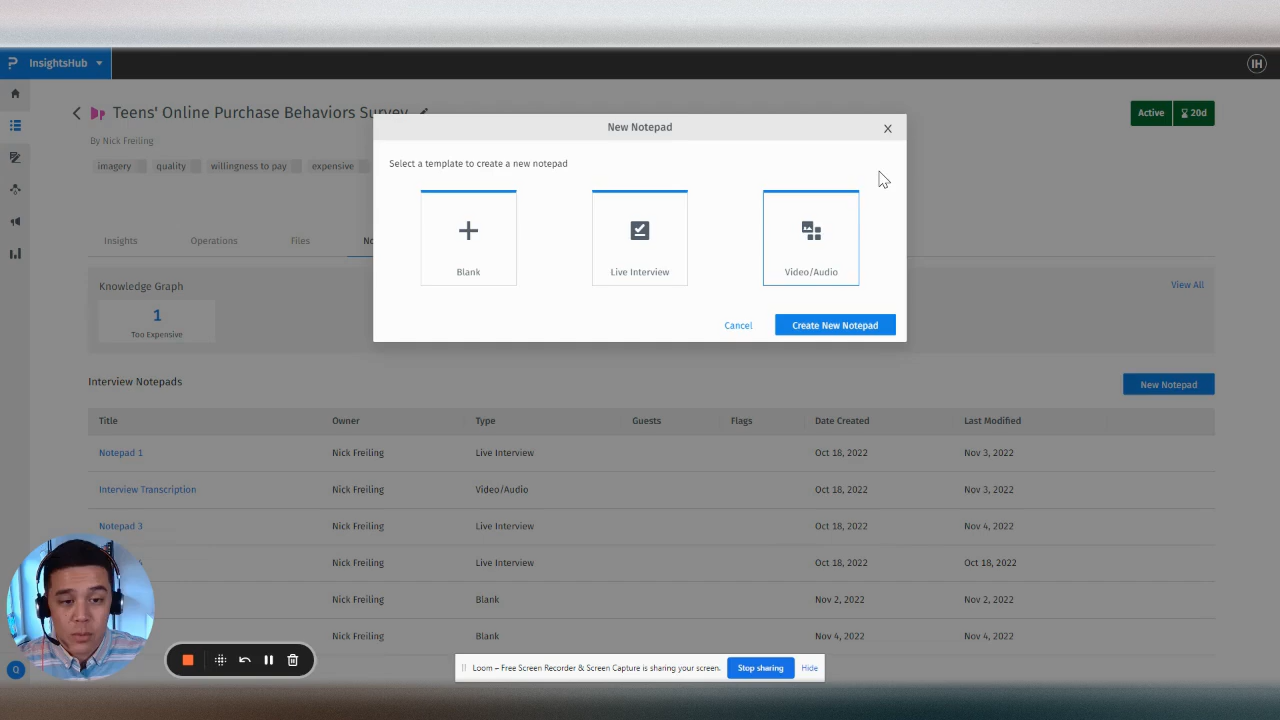 InsightsHub
IH
Teens' Online Purchase Behaviors Survey
Active 20d
By Nick Freiling
imagery quality willingness to pay expensive
New Notepad
Select a template to create a new notepad
Blank Live Interview Video/Audio
Cancel Create New Notepad
Insights Operations Files No
Knowledge Graph View All
1
Too Expensive
Interview Notepads New Notepad
Title Owner Type Guests Flags Date Created Last Modified
Notepad 1 Nick Freiling Live Interview Oct 18, 2022 Nov 3, 2022
Interview Transcription Nick Freiling Video/Audio Oct 18, 2022 Nov 3, 2022
Notepad 3 Nick Freiling Live Interview Oct 18, 2022 Nov 4, 2022
Nick Freiling Live Interview Oct 18, 2022 Oct 18, 2022
Nick Freiling Blank Nov 2, 2022 Nov 2, 2022
Nick Freiling Blank Nov 4, 2022 Nov 4, 2022
Loom – Free Screen Recorder & Screen Capture is sharing your screen. Stop sharing Hide